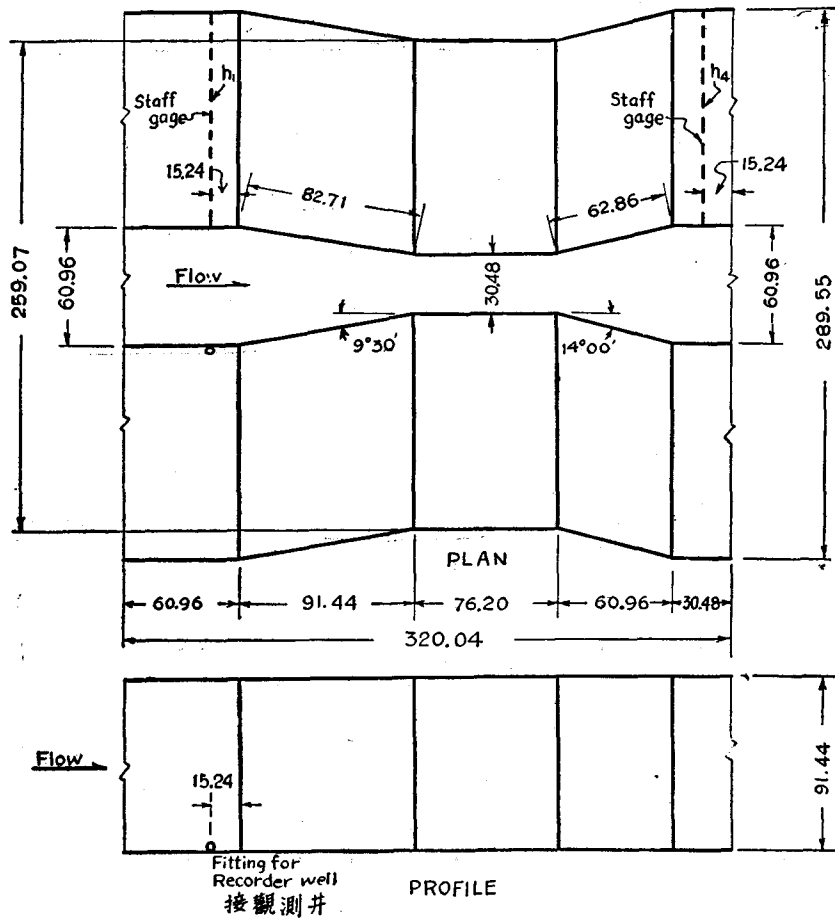 Staff
gage
h1
15.24
82.71
62.86
Staff
gage
h4
15.24
259.07
60.96
Flow
30.48
9°30'
14°00'
60.96
289.55
PLAN
60.96
91.44
76.20
60.96
30.48
320.04
Flow
15.24
91.44
Fitting for
Recorder well
接觀測井
PROFILE